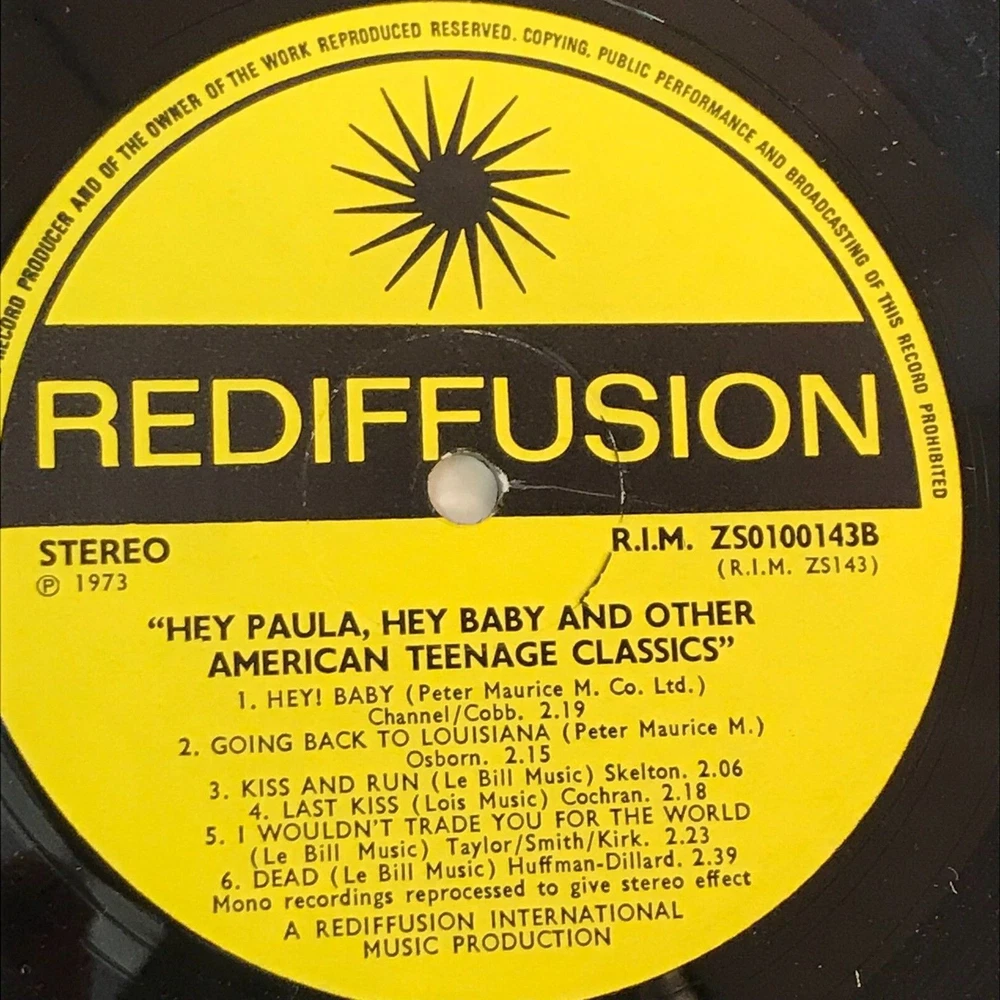 RECORD PRODUCER AND OF THE OWNER OF THE WORK REPRODUCED RESERVED. COPYING, PUBLIC PERFORMANCE AND BROADCASTING OF THIS RECORD PROHIBITED
REDIFFUSION
STEREO
R.I.M. ZS0100143B
Ⓟ 1973
(R.I.M. ZS143)
“HEY PAULA, HEY BABY AND OTHER
AMERICAN TEENAGE CLASSICS”
1. HEY! BABY (Peter Maurice M. Co. Ltd.)
Channel/Cobb. 2.19
2. GOING BACK TO LOUISIANA (Peter Maurice M.)
Osborn. 2.15
3. KISS AND RUN (Le Bill Music) Skelton. 2.06
4. LAST KISS (Lois Music) Cochran. 2.18
5. I WOULDN'T TRADE YOU FOR THE WORLD
(Le Bill Music) Taylor/Smith/Kirk. 2.23
6. DEAD (Le Bill Music) Huffman-Dillard. 2.39
Mono recordings reprocessed to give stereo effect
A REDIFFUSION INTERNATIONAL
MUSIC PRODUCTION